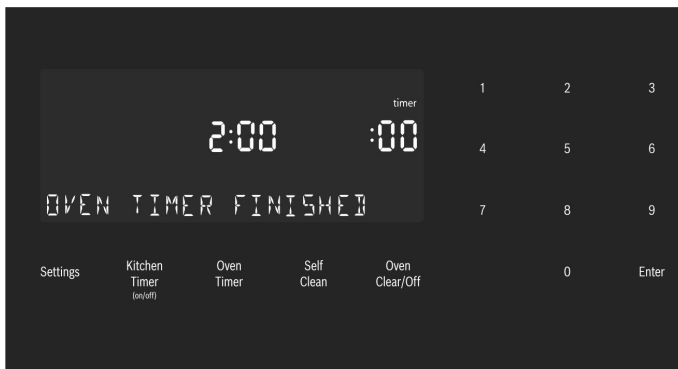 timer
2:00 :00
OVEN TIMER FINISHED
Settings
Kitchen Timer (on/off)
Oven Timer
Self Clean
Oven Clear/Off
1 2 3
4 5 6
7 8 9
0 Enter